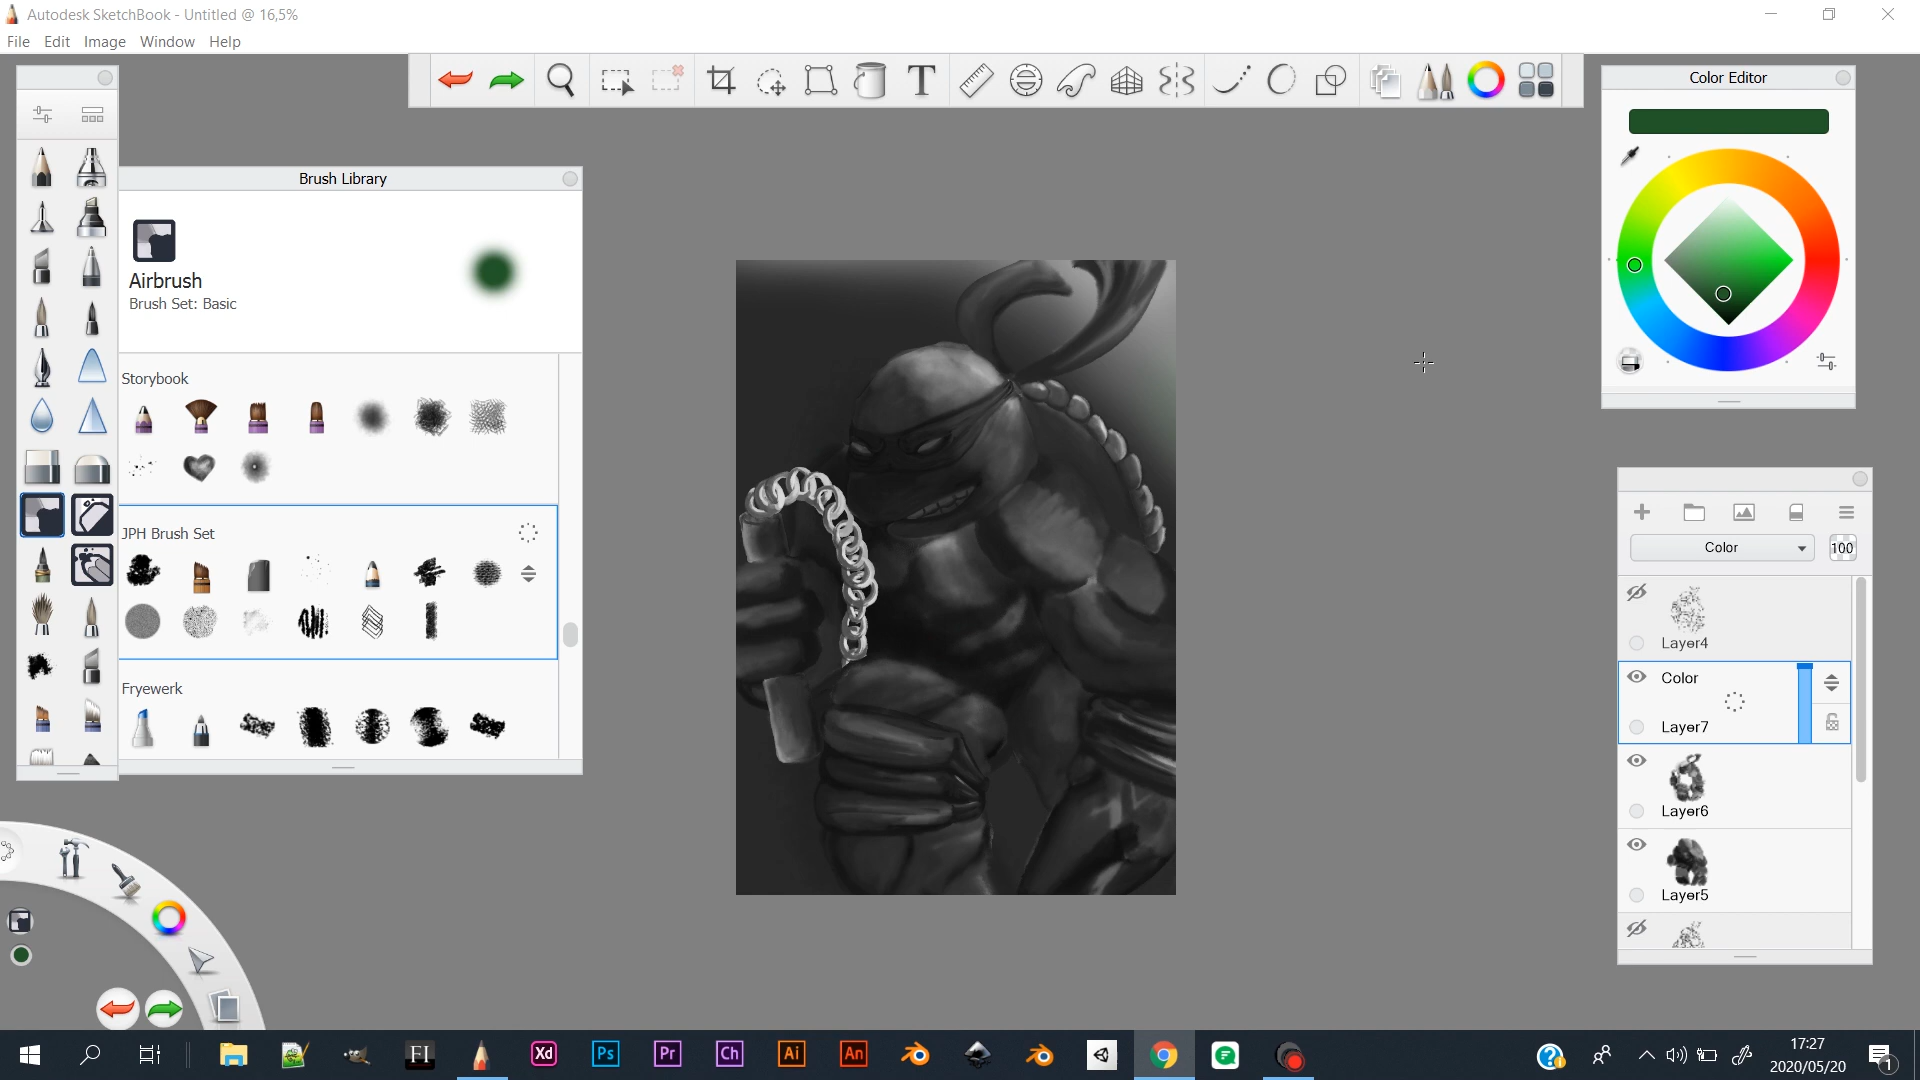 Autodesk SketchBook - Untitled @ 16,5%
File Edit Image Window Help
T
Color Editor
Brush Library
Airbrush
Brush Set: Basic
Storybook
JPH Brush Set
Fryewerk
Color
100
Layer4
Color
Layer7
Layer6
Layer5
FI
Xd
Ps
Pr
Ch
Ai
An
17:27
2020/05/20
1